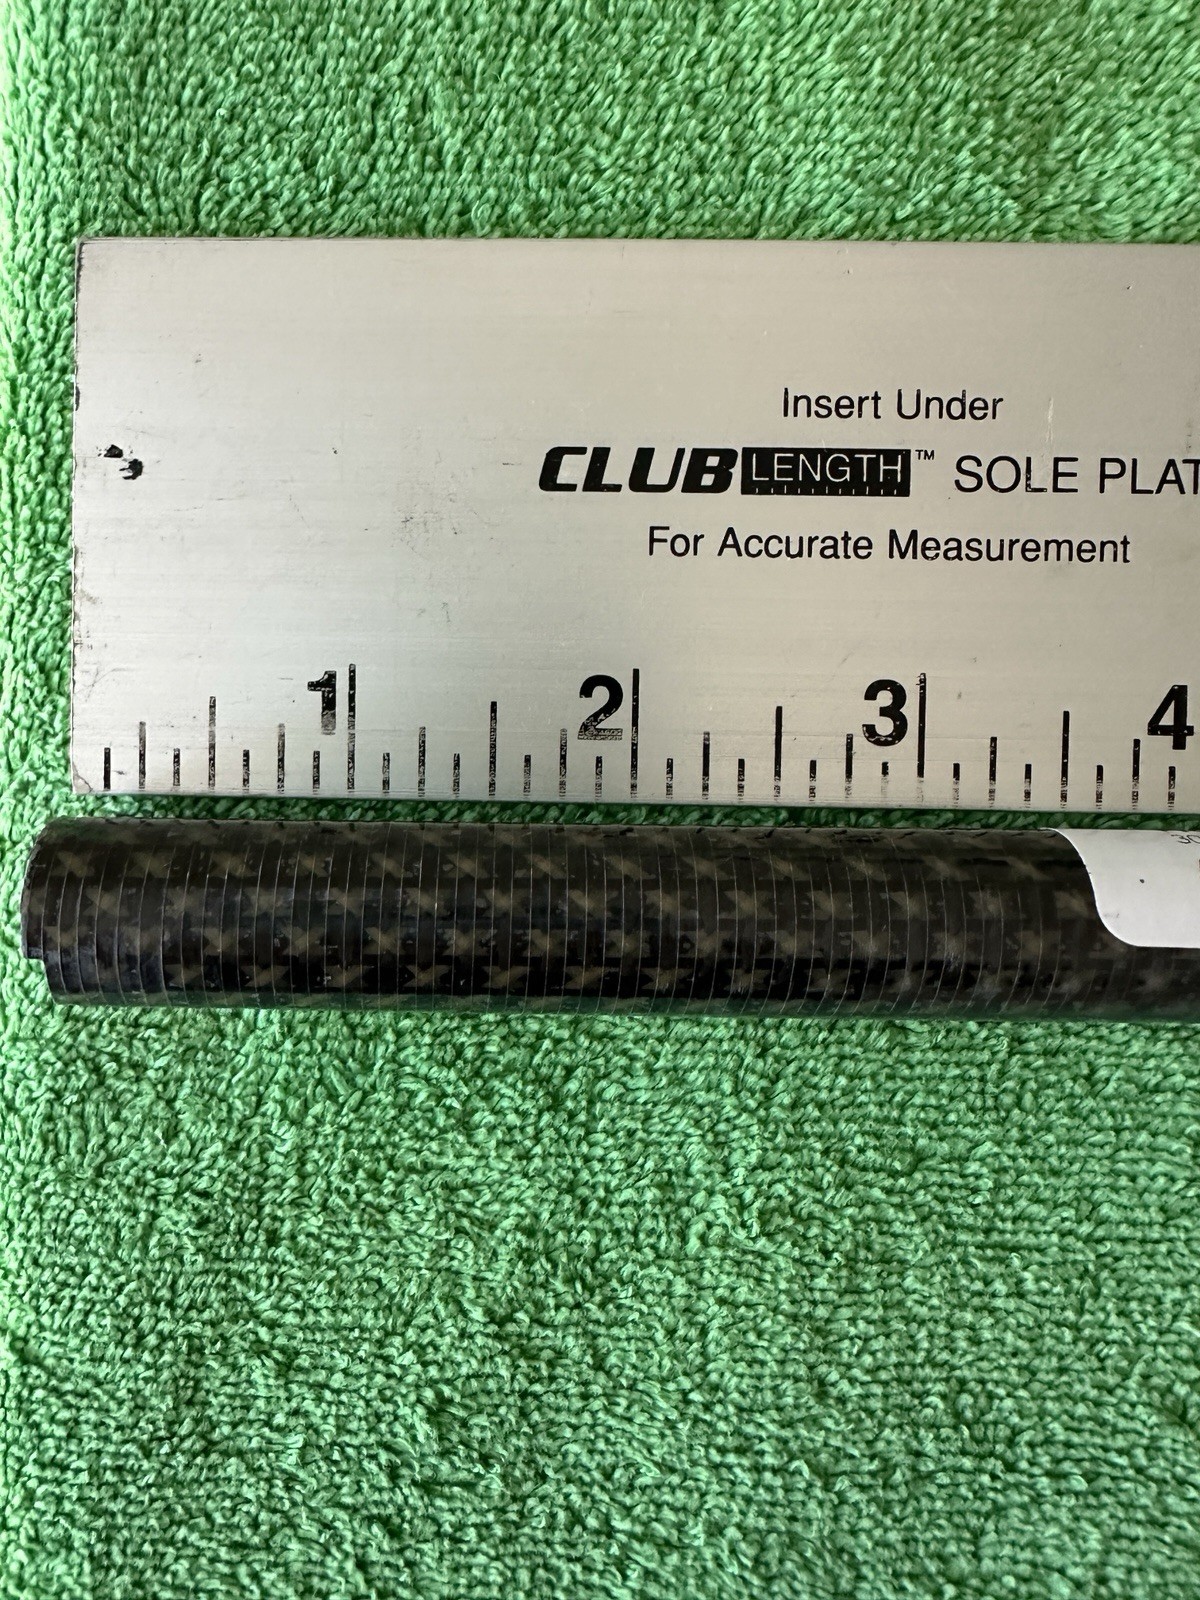 Insert Under
CLUB LENGTH™ SOLE PLAT
For Accurate Measurement
1 2 3 4